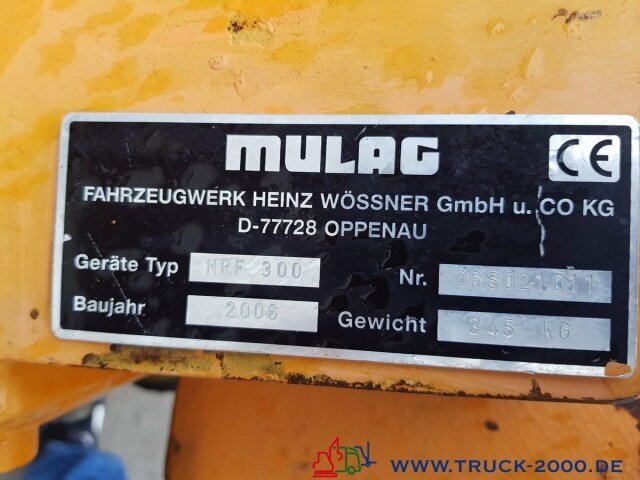 MULAG
CE
FAHRZEUGWERK HEINZ WÖSSNER GmbH u. CO KG
D-77728 OPPENAU
Geräte Typ MRF 300 Nr. 06S021011
Baujahr 2006 Gewicht 845 KG
WWW.TRUCK-2000.DE